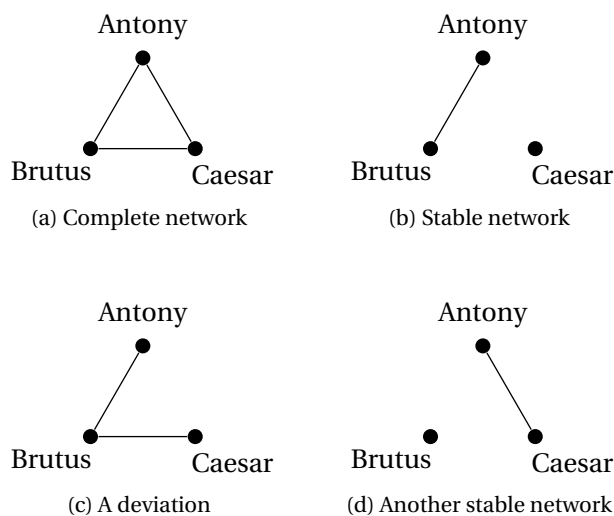 Antony
Antony
Brutus
Caesar
Brutus
Caesar
(a) Complete network
(b) Stable network
Antony
Antony
Brutus
Caesar
Brutus
Caesar
(c) A deviation
(d) Another stable network